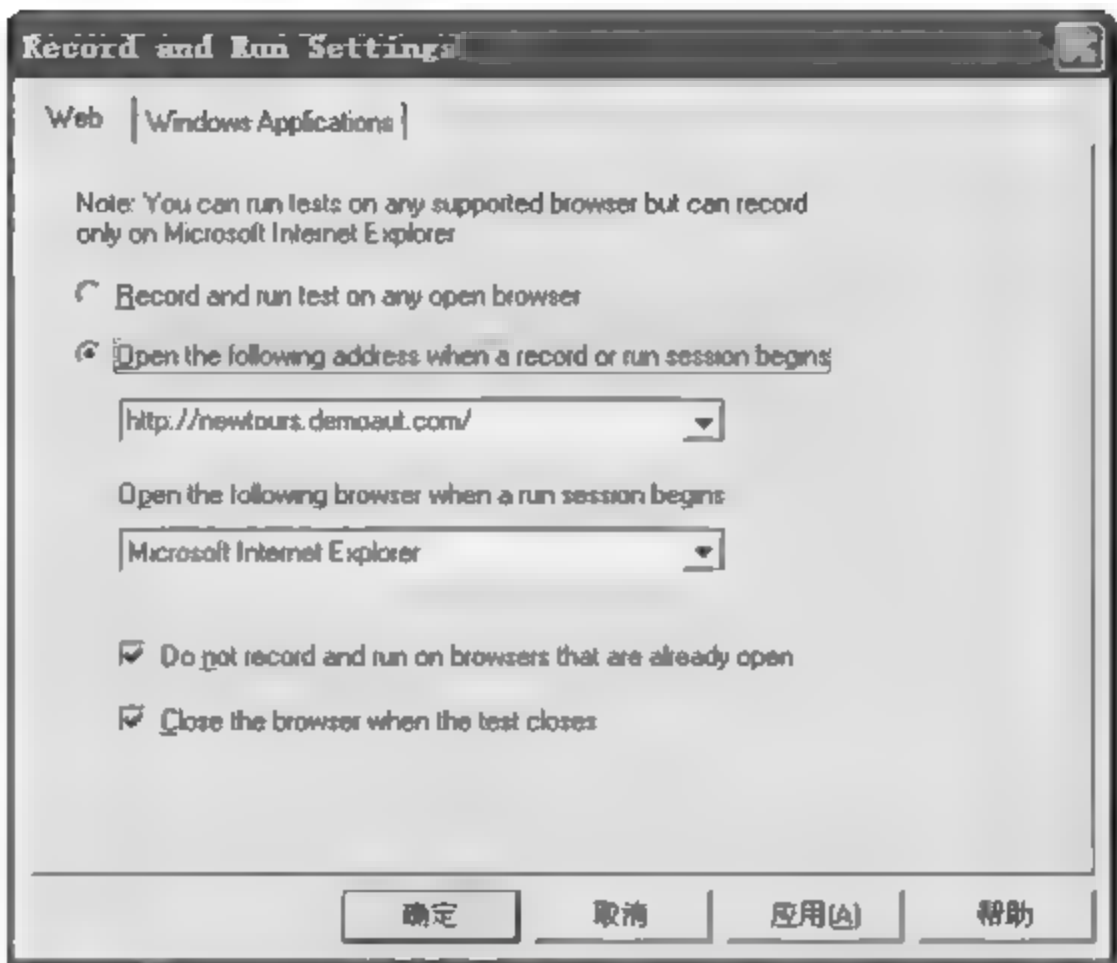 Record and Run Settings
Web
Windows Applications
Note: You can run tests on any supported browser but can record
only on Microsoft Internet Explorer
Record and run test on any open browser
Open the following address when a record or run session begins
http://newtours.demoaut.com/
Open the following browser when a run session begins
Microsoft Internet Explorer
Do not record and run on browsers that are already open
Close the browser when the test closes
确定
取消
应用(A)
帮助